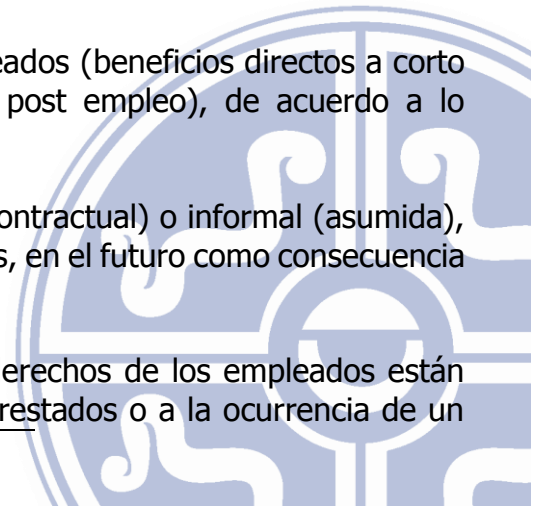 eados (beneficios directos a corto
post empleo), de acuerdo a lo
ontractual) o informal (asumida),
s, en el futuro como consecuencia
erechos de los empleados están
restados o a la ocurrencia de un